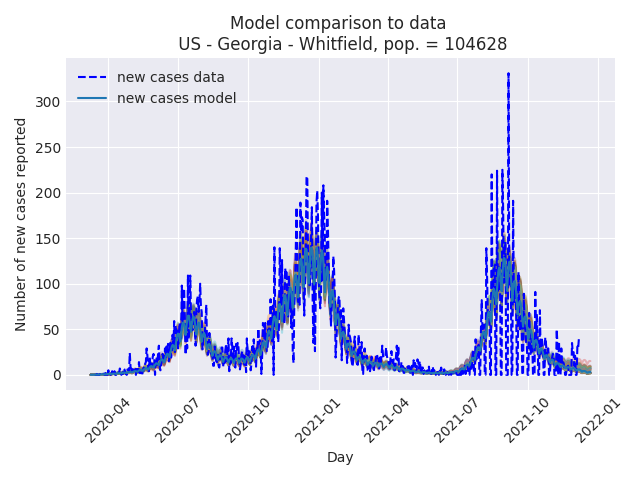 Model comparison to data
US - Georgia - Whitfield, pop. = 104628
new cases data
new cases model
Number of new cases reported
300
250
200
150
100
50
0
2020-04
2020-07
2020-10
2021-01
2021-04
2021-07
2021-10
2022-01
Day